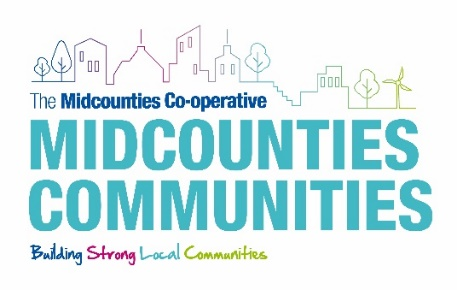 The Midcounties Co-operative
MIDCOUNTIES
COMMUNITIES
Building Strong Local Communities